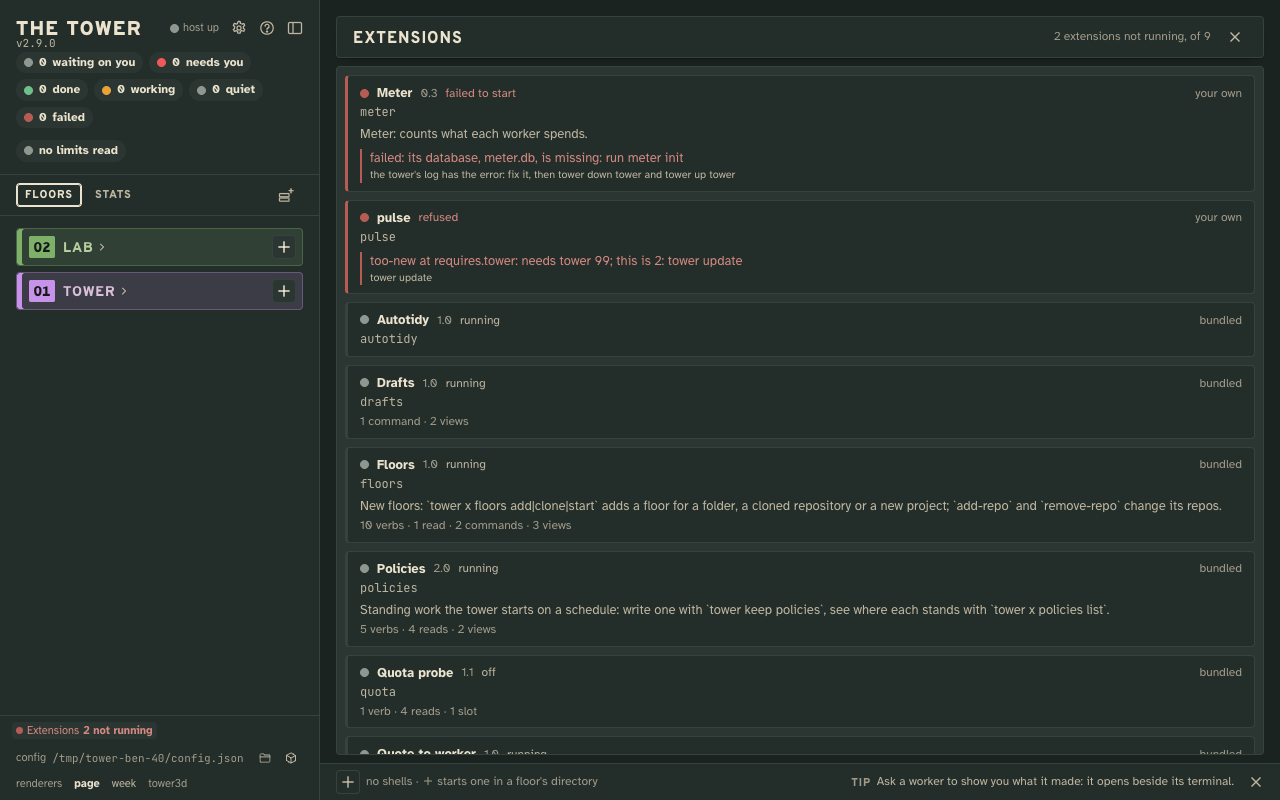 THE TOWER
host up
v2.9.0
0 waiting on you
0 needs you
0 done
0 working
0 quiet
0 failed
no limits read
FLOORS
STATS
02 LAB >
01 TOWER >
Extensions 2 not running
config /tmp/tower-ben-40/config.json
renderers page week tower3d
EXTENSIONS
2 extensions not running, of 9
Meter 0.3 failed to start
your own
meter
Meter: counts what each worker spends.
failed: its database, meter.db, is missing: run meter init
the tower's log has the error: fix it, then tower down tower and tower up tower
pulse refused
your own
pulse
too-new at requires.tower: needs tower 99; this is 2: tower update
tower update
Autotidy 1.0 running
bundled
autotidy
Drafts 1.0 running
bundled
drafts
1 command · 2 views
Floors 1.0 running
bundled
floors
New floors: `tower x floors add|clone|start` adds a floor for a folder, a cloned repository or a new project; `add-repo` and `remove-repo` change its repos.
10 verbs · 1 read · 2 commands · 3 views
Policies 2.0 running
bundled
policies
Standing work the tower starts on a schedule: write one with `tower keep policies`, see where each stands with `tower x policies list`.
5 verbs · 4 reads · 2 views
Quota probe 1.1 off
bundled
quota
1 verb · 4 reads · 1 slot
Quote to worker 1.0 running
bundled
no shells · + starts one in a floor's directory
TIP Ask a worker to show you what it made: it opens beside its terminal.